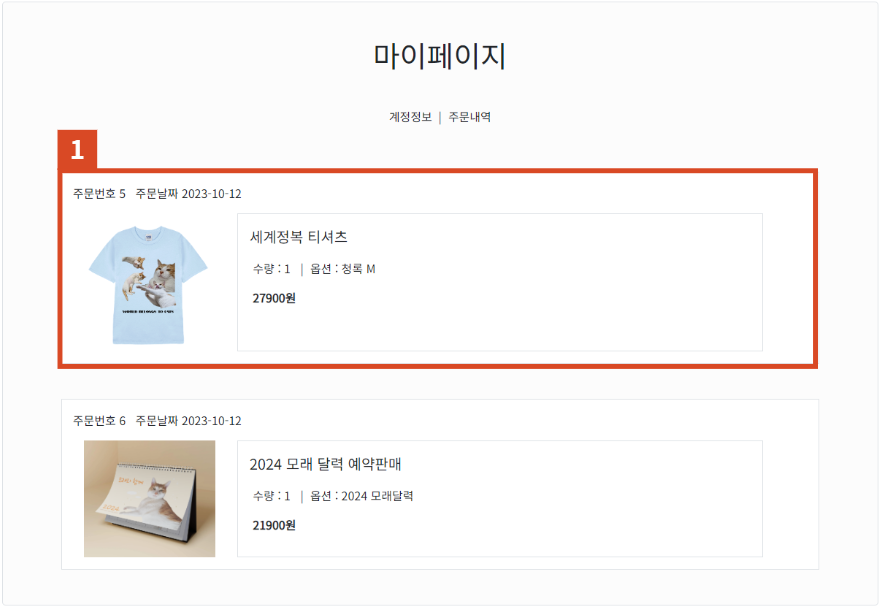 마이페이지
계정정보 | 주문내역
1
주문번호 5 주문날짜 2023-10-12
세계정복 티셔츠
수량 : 1 | 옵션 : 청록 M
27900원
주문번호 6 주문날짜 2023-10-12
2024 모래 달력 예약판매
수량 : 1 | 옵션 : 2024 모래달력
21900원